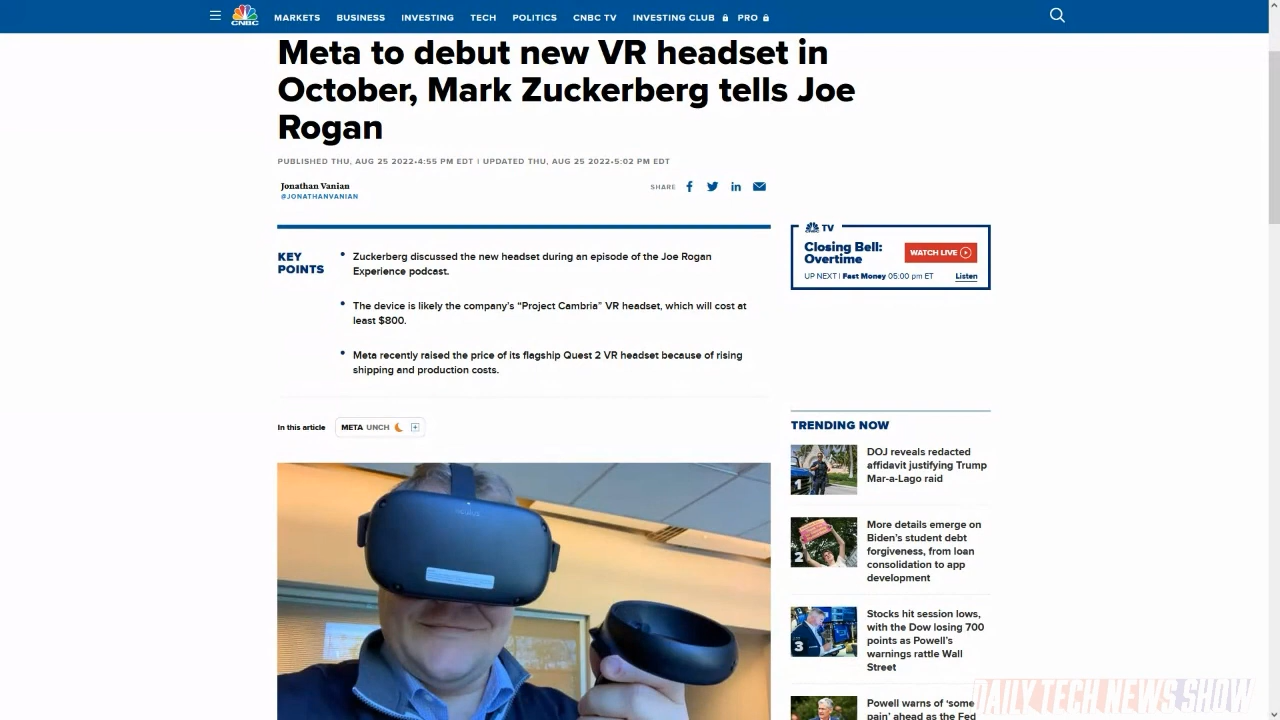 CNBC
MARKETS
BUSINESS
INVESTING
TECH
POLITICS
CNBC TV
INVESTING CLUB
PRO
Meta to debut new VR headset in
October, Mark Zuckerberg tells Joe
Rogan
PUBLISHED THU, AUG 25 2022•4:55 PM EDT | UPDATED THU, AUG 25 2022•5:02 PM EDT
Jonathan Vanian
@JONATHANVANIAN
SHARE
KEY
POINTS
Zuckerberg discussed the new headset during an episode of the Joe Rogan
Experience podcast.
The device is likely the company’s “Project Cambria” VR headset, which will cost at
least $800.
Meta recently raised the price of its flagship Quest 2 VR headset because of rising
shipping and production costs.
In this article
META UNCH
TV
Closing Bell:
Overtime
WATCH LIVE
UP NEXT | Fast Money 05:00 pm ET
Listen
TRENDING NOW
1
DOJ reveals redacted
affidavit justifying Trump
Mar-a-Lago raid
2
More details emerge on
Biden’s student debt
forgiveness, from loan
consolidation to app
development
3
Stocks hit session lows,
with the Dow losing 700
points as Powell’s
warnings rattle Wall
Street
Powell warns of ‘some
pain’ ahead as the Fed
DAILY TECH NEWS SHOW